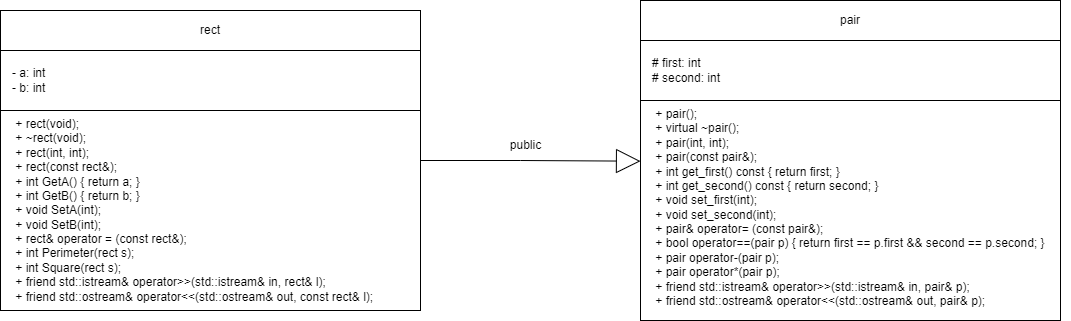 rect
- a: int
- b: int
+ rect(void);
+ ~rect(void);
+ rect(int, int);
+ rect(const rect&);
+ int GetA() { return a; }
+ int GetB() { return b; }
+ void SetA(int);
+ void SetB(int);
+ rect& operator = (const rect&);
+ int Perimeter(rect s);
+ int Square(rect s);
+ friend std::istream& operator>>(std::istream& in, rect& l);
+ friend std::ostream& operator<<(std::ostream& out, const rect& l);
public
pair
# first: int
# second: int
+ pair();
+ virtual ~pair();
+ pair(int, int);
+ pair(const pair&);
+ int get_first() const { return first; }
+ int get_second() const { return second; }
+ void set_first(int);
+ void set_second(int);
+ pair& operator= (const pair&);
+ bool operator==(pair p) { return first == p.first && second == p.second; }
+ pair operator-(pair p);
+ pair operator*(pair p);
+ friend std::istream& operator>>(std::istream& in, pair& p);
+ friend std::ostream& operator<<(std::ostream& out, pair& p);